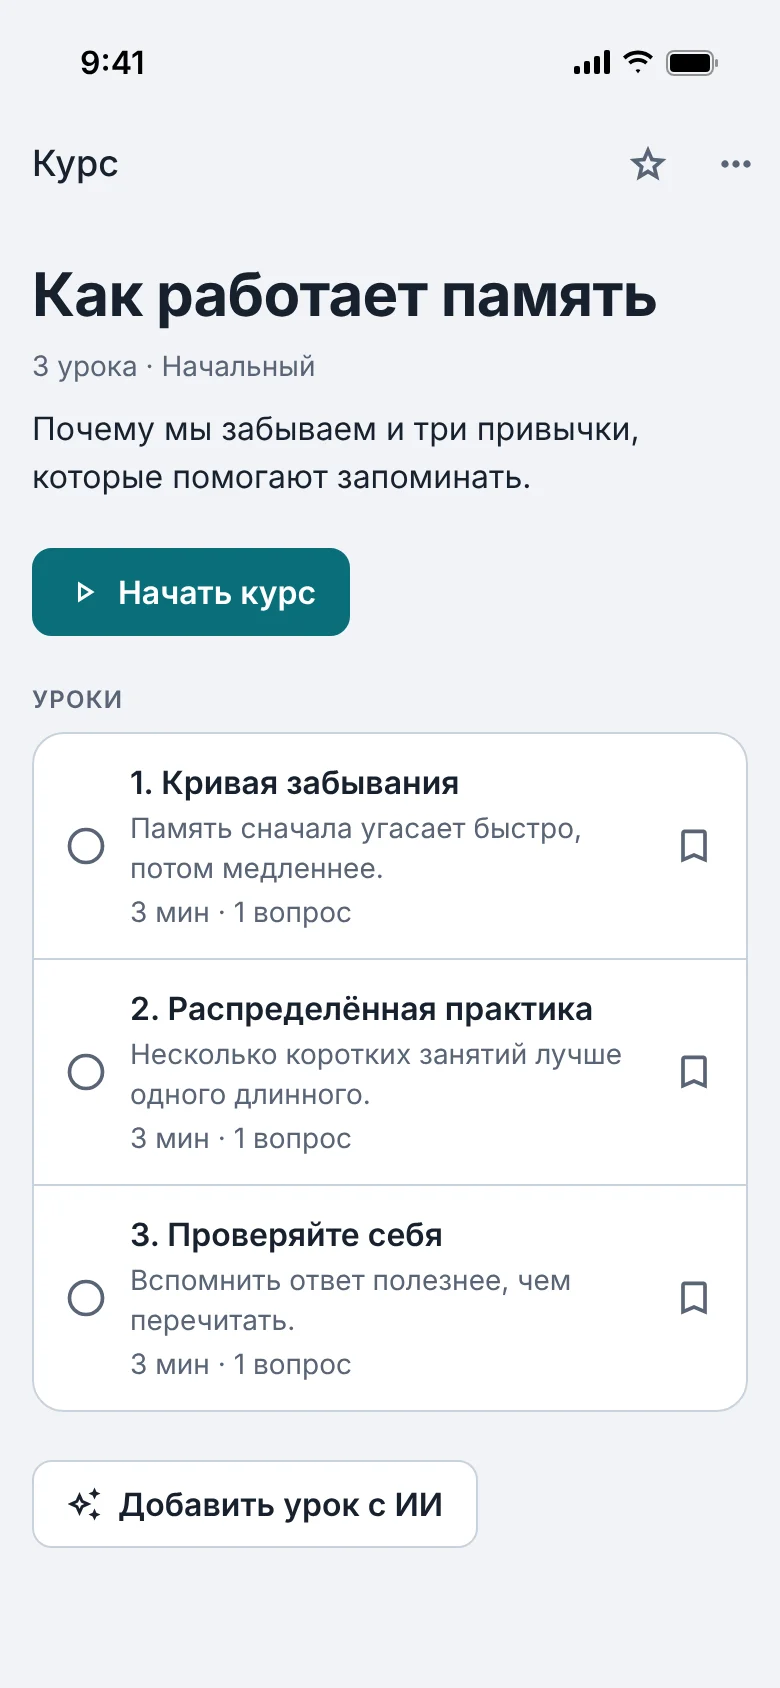 9:41
Курс
Как работает память
3 урока · Начальный
Почему мы забываем и три привычки,
которые помогают запоминать.
Начать курс
УРОКИ
1. Кривая забывания
Память сначала угасает быстро,
потом медленнее.
3 мин · 1 вопрос
2. Распределённая практика
Несколько коротких занятий лучше
одного длинного.
3 мин · 1 вопрос
3. Проверяйте себя
Вспомнить ответ полезнее, чем
перечитать.
3 мин · 1 вопрос
Добавить урок с ИИ